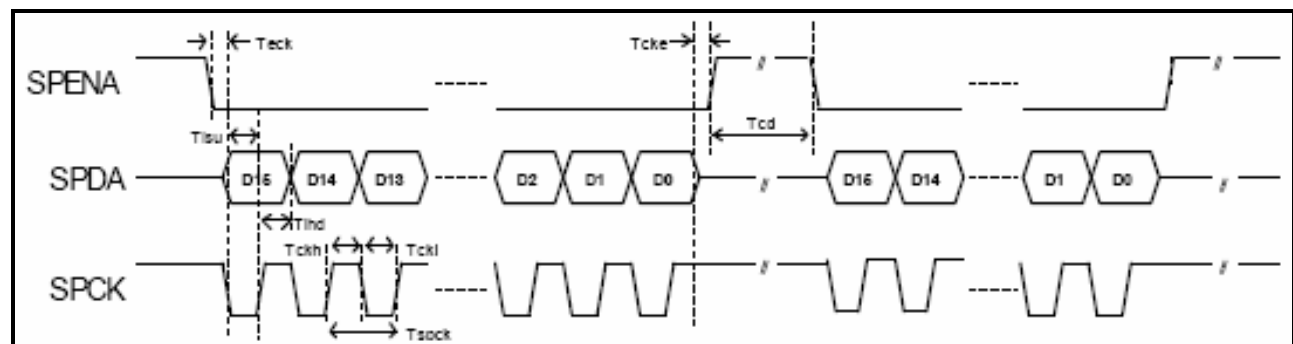 Teck Tcke
SPENA
Tisu Tcd
SPDA D15 D14 D13 D2 D1 D0 D15 D14 D1 D0
Tihd
Tckh Tckl
SPCK
Tsock